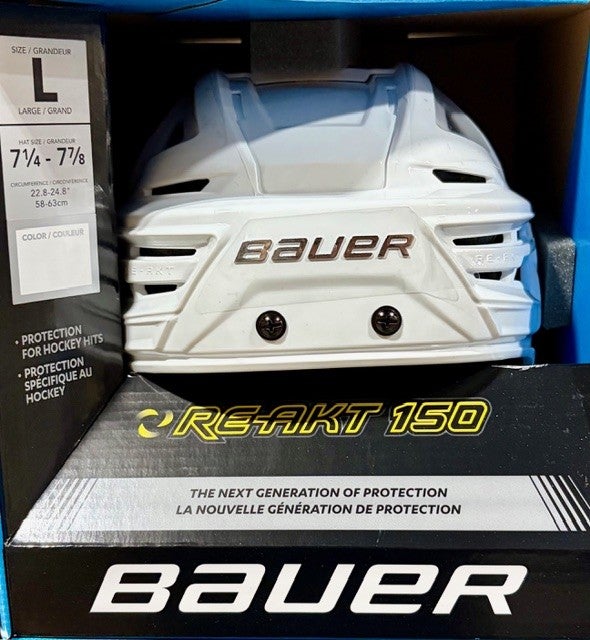 SIZE / GRANDEUR
L
LARGE / GRAND
HAT SIZE / GRANDEUR
7¼ - 7⅞
CIRCUMFERENCE / CIRCONFÉRENCE
22.8-24.8"
58-63cm
COLOR / COULEUR
• PROTECTION
FOR HOCKEY HITS
• PROTECTION
SPÉCIFIQUE AU
HOCKEY
BAUER
RE-AKT
RE-
RE-AKT 150
THE NEXT GENERATION OF PROTECTION
LA NOUVELLE GÉNÉRATION DE PROTECTION
BAUER